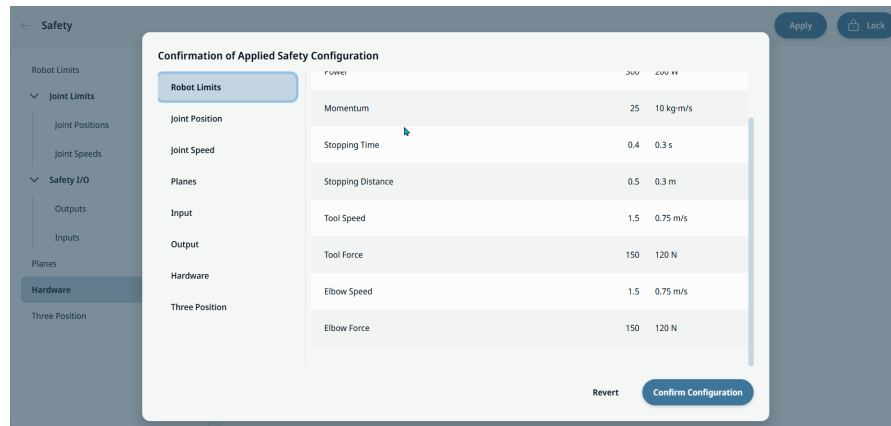 Safety
Apply
Lock
Robot Limits
Joint Limits
Joint Positions
Joint Speeds
Safety I/O
Outputs
Inputs
Planes
Hardware
Three Position
Confirmation of Applied Safety Configuration
Robot Limits
Joint Position
Joint Speed
Planes
Input
Output
Hardware
Three Position
Power 300 200 W
Momentum 25 10 kg·m/s
Stopping Time 0.4 0.3 s
Stopping Distance 0.5 0.3 m
Tool Speed 1.5 0.75 m/s
Tool Force 150 120 N
Elbow Speed 1.5 0.75 m/s
Elbow Force 150 120 N
Revert
Confirm Configuration